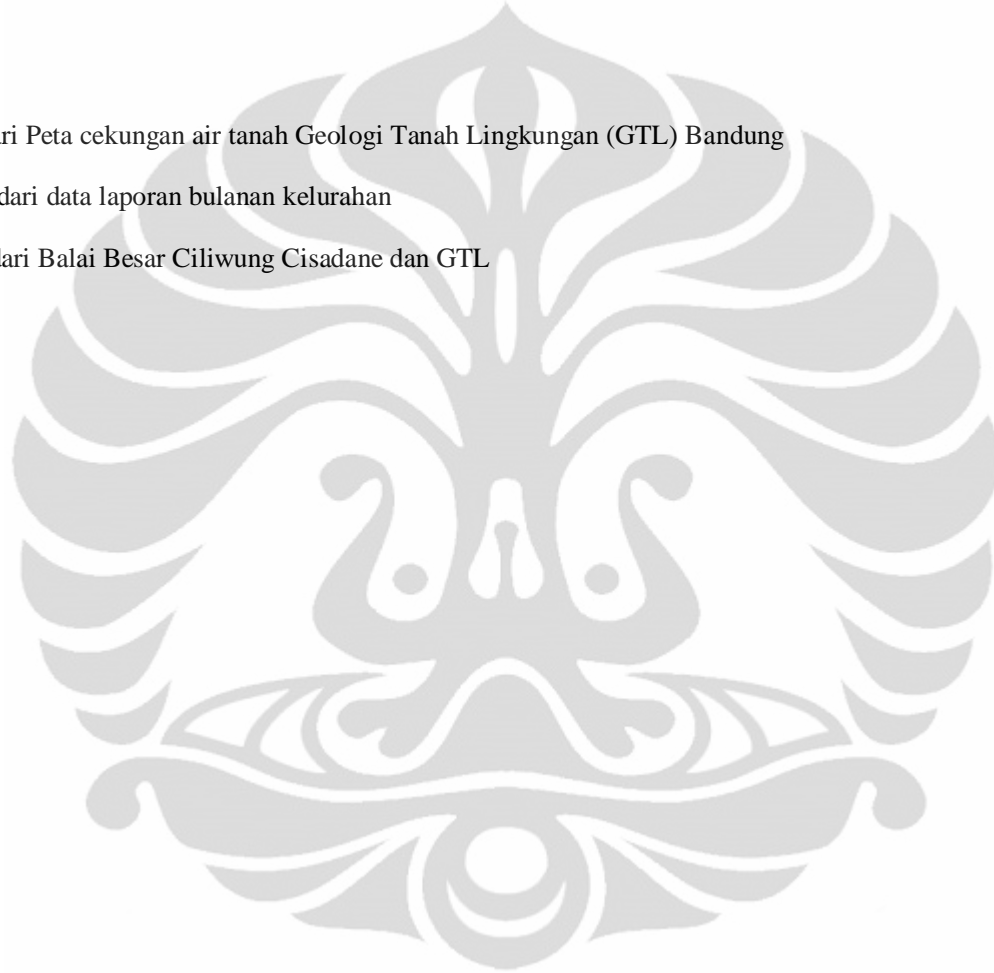 ri Peta cekungan air tanah Geologi Tanah Lingkungan (GTL) Bandung
dari data laporan bulanan kelurahan
dari Balai Besar Ciliwung Cisadane dan GTL